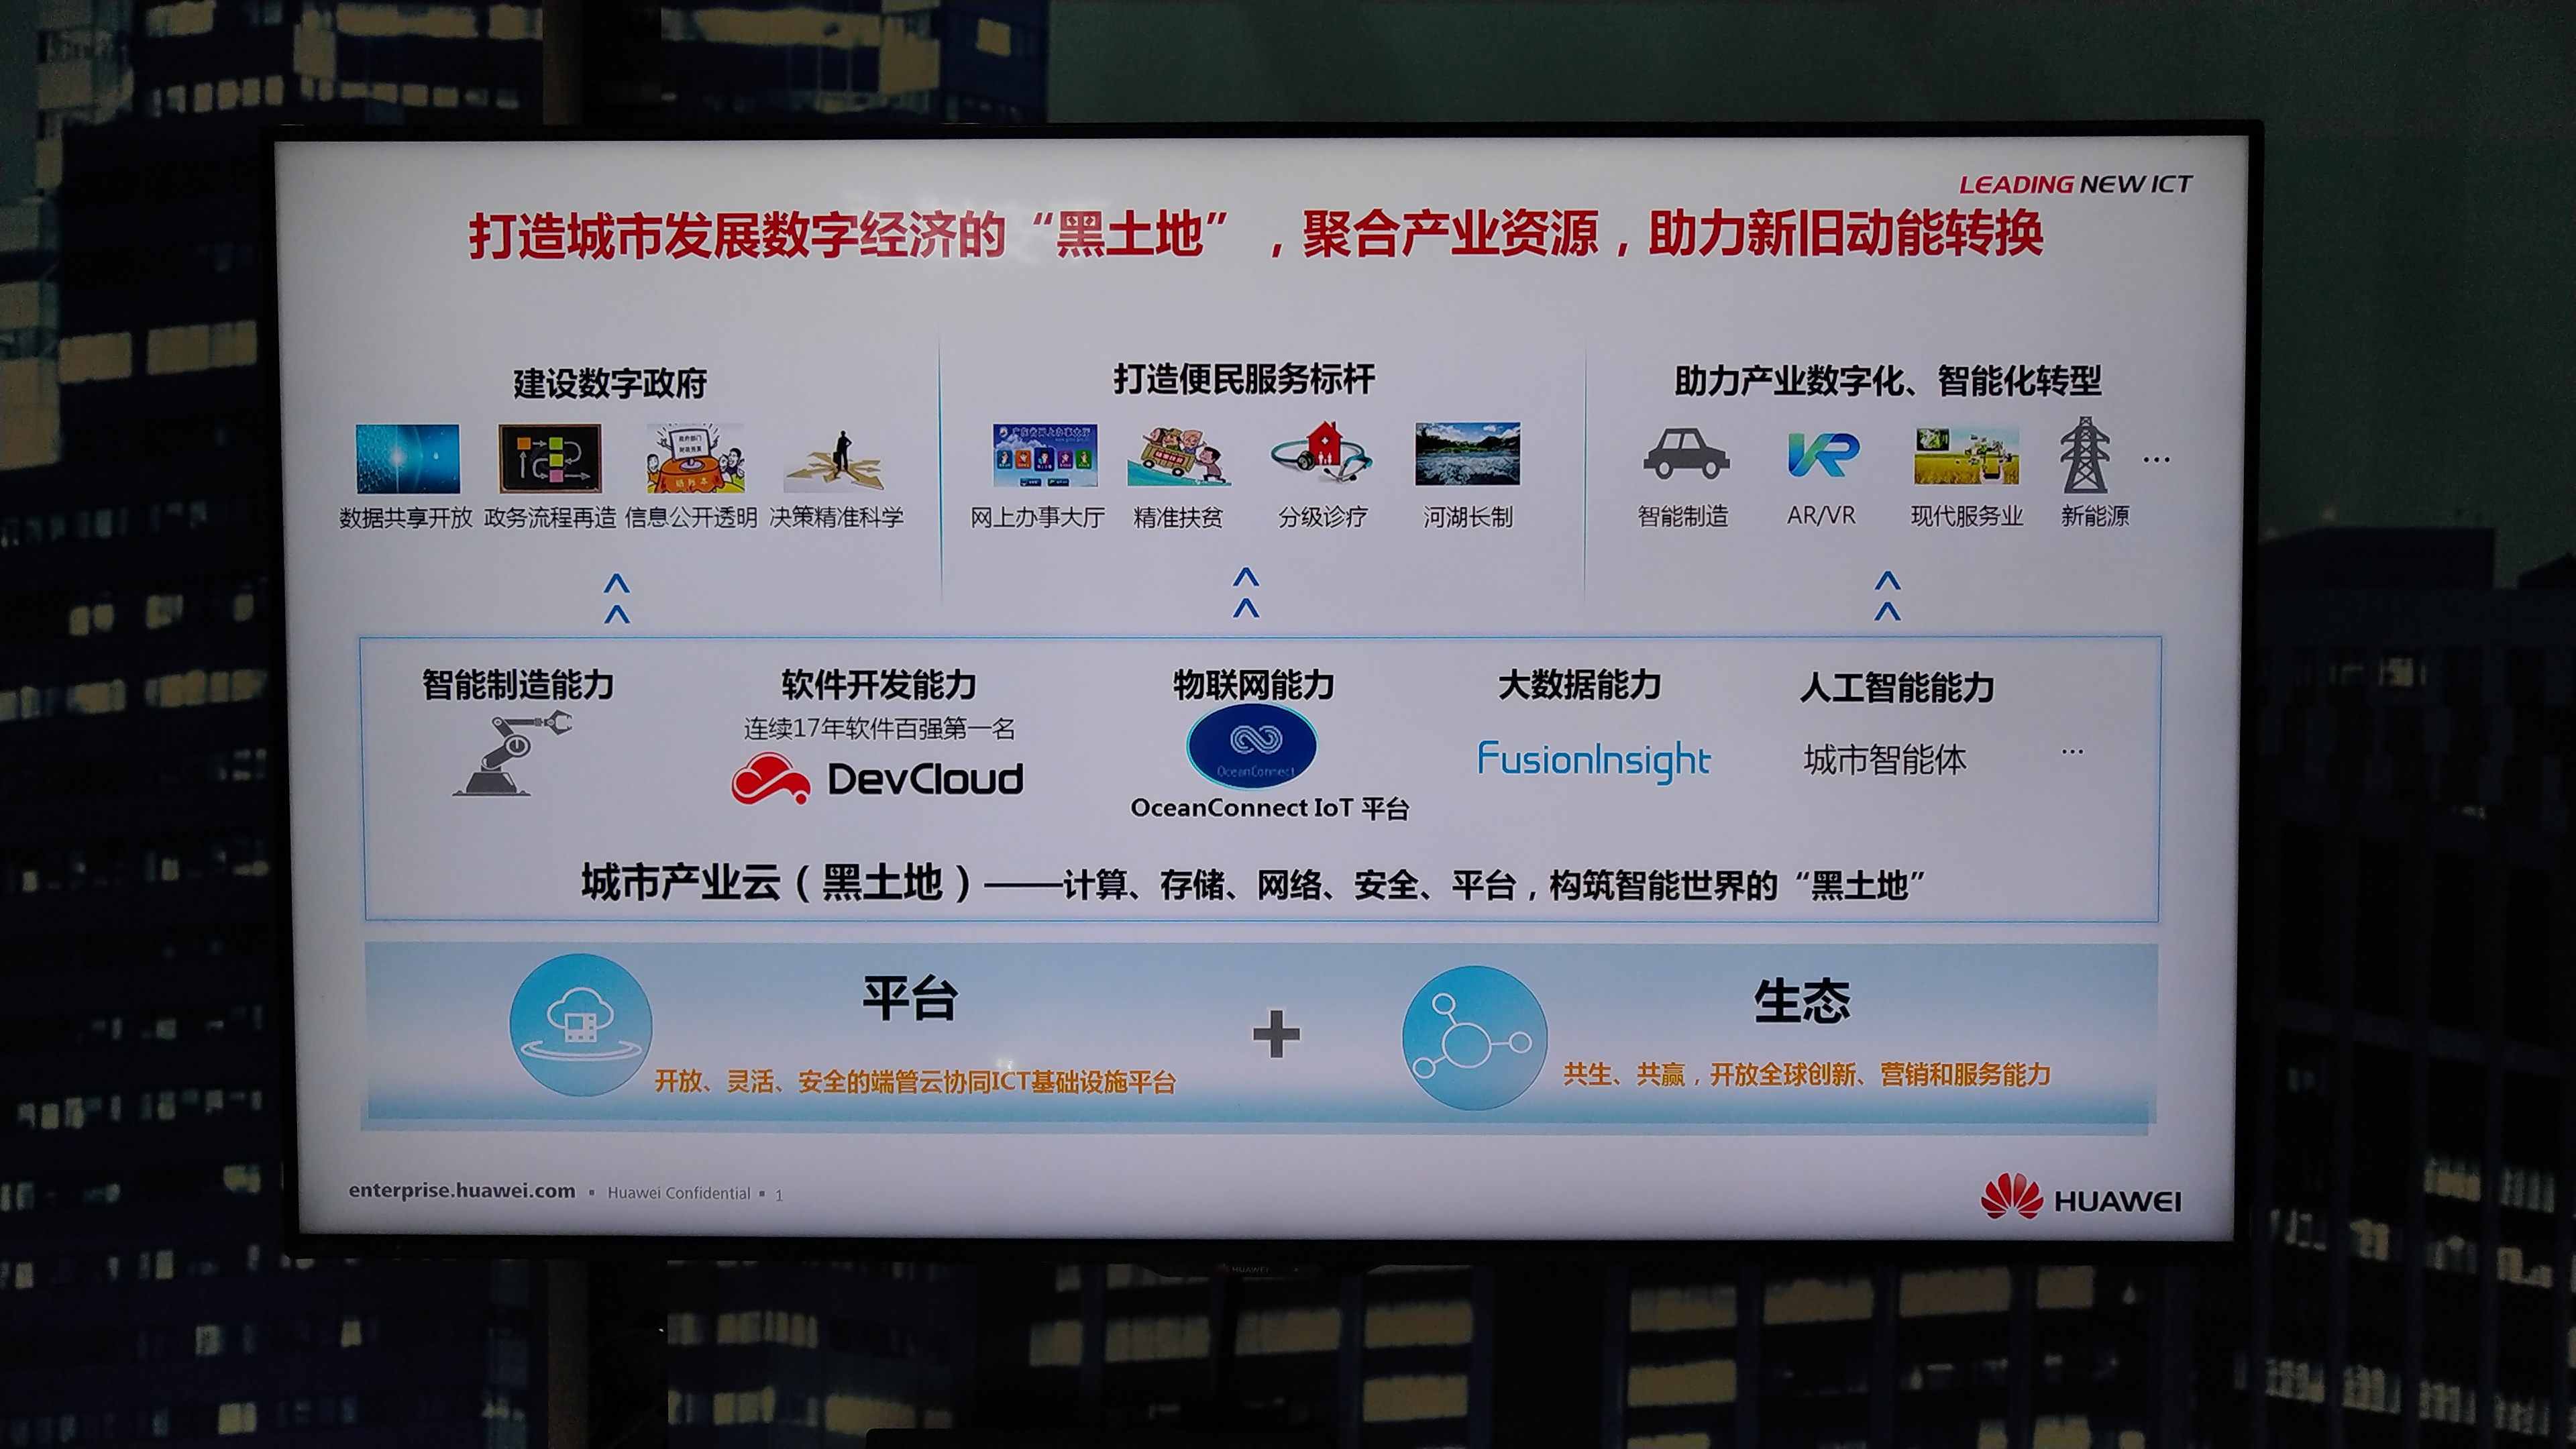 LEADING NEW ICT
打造城市发展数字经济的“黑土地”，聚合产业资源，助力新旧动能转换
建设数字政府
数据共享开放 政务流程再造 信息公开透明 决策精准科学
打造便民服务标杆
网上办事大厅 精准扶贫 分级诊疗 河湖长制
助力产业数字化、智能化转型
智能制造 AR/VR 现代服务业 新能源 …
智能制造能力
软件开发能力
连续17年软件百强第一名
DevCloud
物联网能力
OceanConnect
OceanConnect IoT 平台
大数据能力
FusionInsight
人工智能能力
城市智能体
…
城市产业云（黑土地）——计算、存储、网络、安全、平台，构筑智能世界的“黑土地”
平台
开放、灵活、安全的端管云协同ICT基础设施平台
+
生态
共生、共赢，开放全球创新、营销和服务能力
enterprise.huawei.com ▪ Huawei Confidential ▪ 1
HUAWEI
HUAWEI